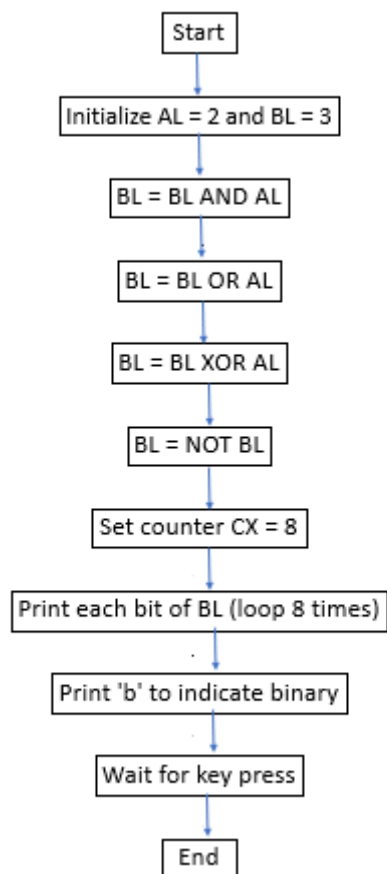 Start
Initialize AL = 2 and BL = 3
BL = BL AND AL
BL = BL OR AL
BL = BL XOR AL
BL = NOT BL
Set counter CX = 8
Print each bit of BL (loop 8 times)
Print 'b' to indicate binary
Wait for key press
End